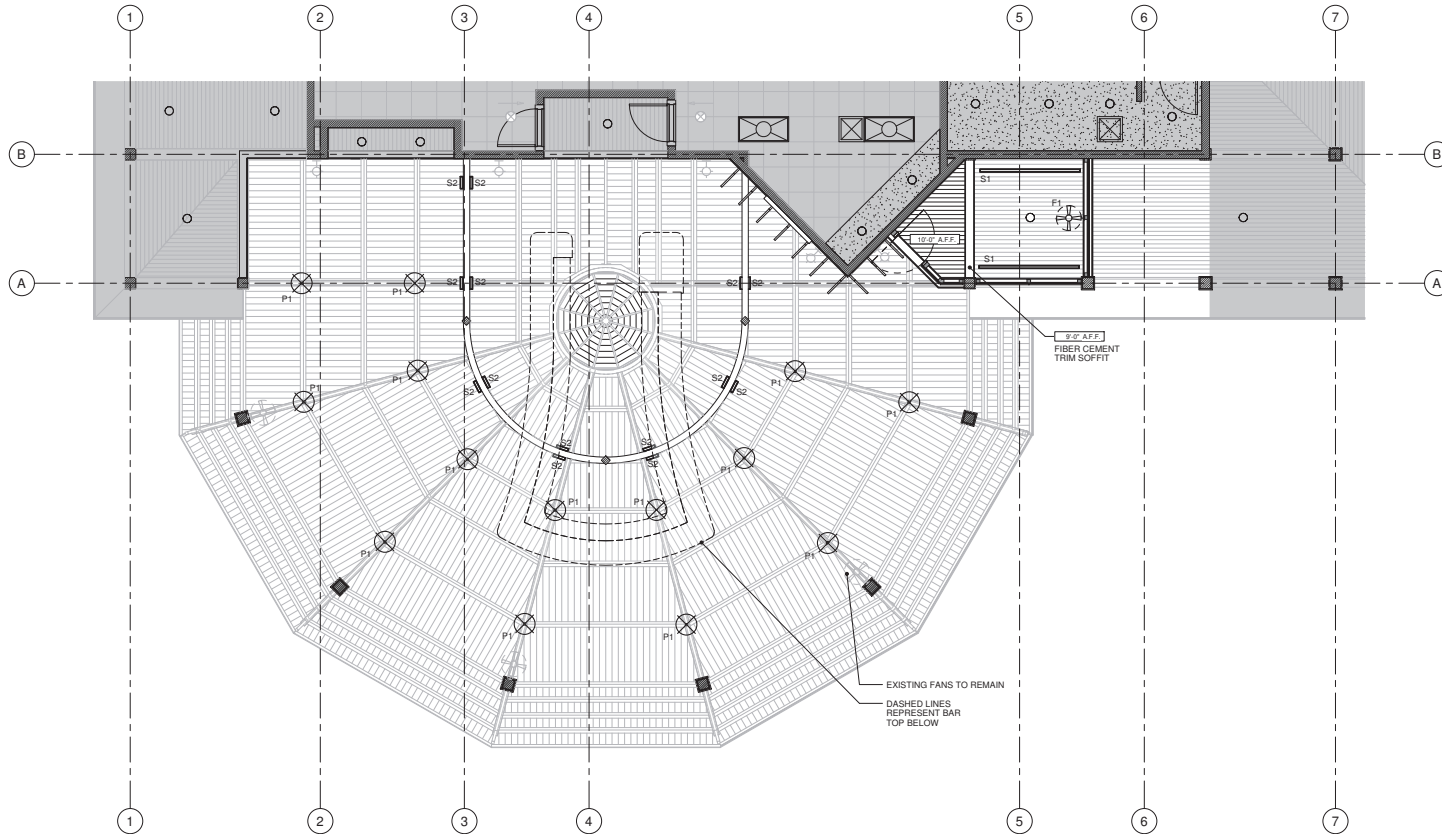 1 2 3 4 5 6 7
B B
S2 S2 S1
F1
10'-0" A.F.F.
S1
A S2 S2 S2 S2 A
P1 P1
9'-0" A.F.F.
FIBER CEMENT
TRIM SOFFIT
P1 S2 S2 P1
P1 S2 S2 P1
S2 S2
P1 S2 S2 P1
P1 P1
P1 P1
P1 P1
EXISTING FANS TO REMAIN
DASHED LINES
REPRESENT BAR
TOP BELOW
1 2 3 4 5 6 7